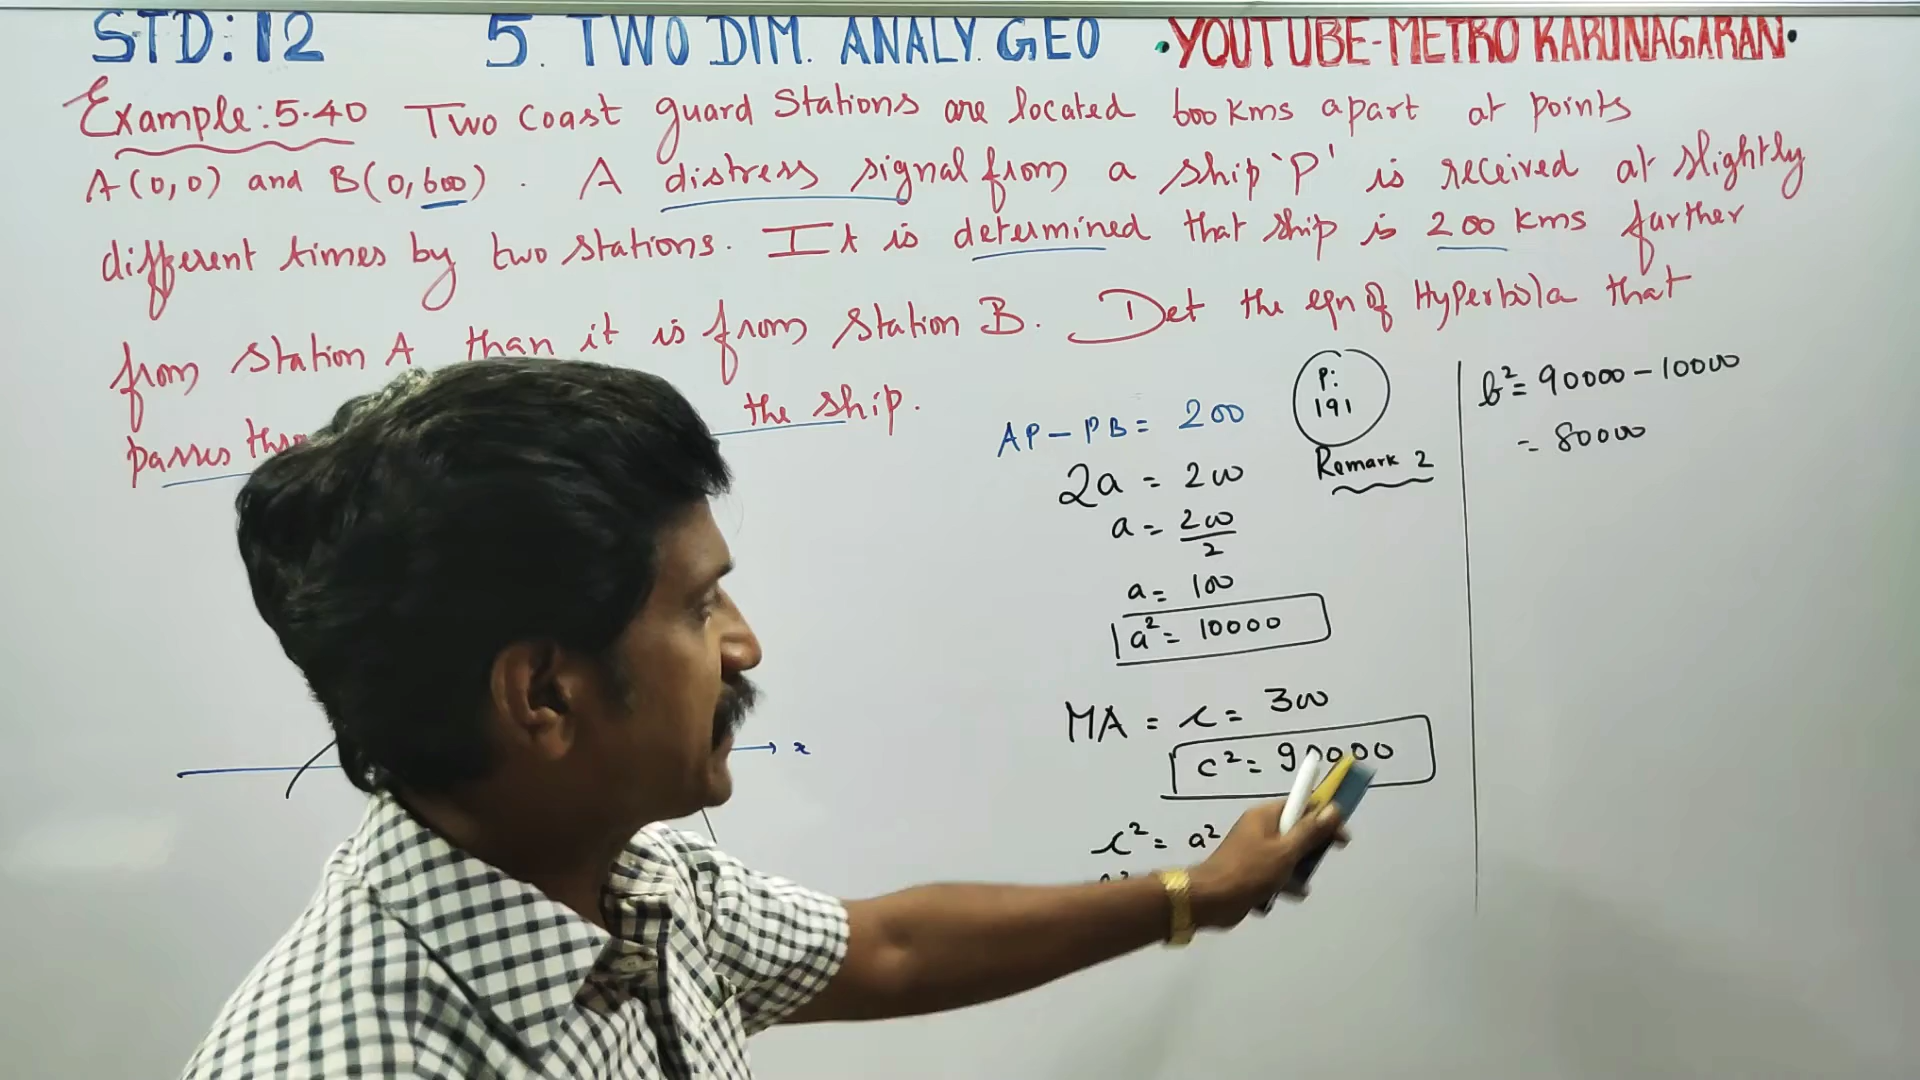 STD: 12 5. TWO DIM. ANALY. GEO •YOUTUBE-METRO KARUNAGARAN•
Example: 5.40 Two Coast guard Stations are located 600 kms apart at points
A(0,0) and B(0,600). A distress signal from a ship 'P' is received at slightly
different times by two stations. It is determined that ship is 200 kms farther
from station A than it is from station B. Det the eqn of Hyperbola that
passes the ship.
AP - PB = 200
2a = 200
a = 200/2
a = 100
a² = 10000
MA = c = 300
c² = 90000
c² = a²
P:
191
Remark 2
b² = 90000 - 10000
= 80000
x